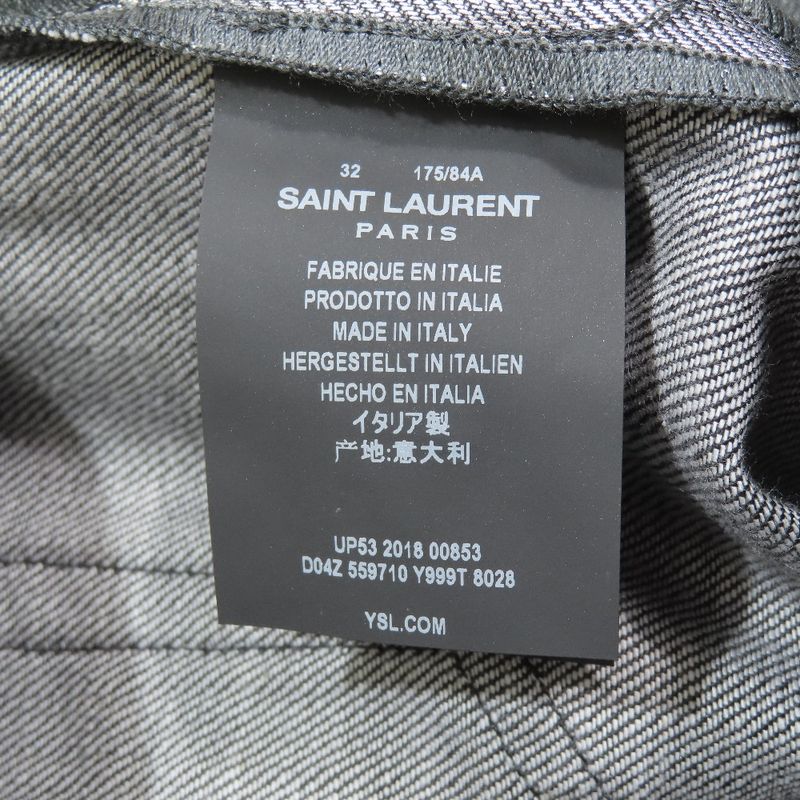 32 175/84A
SAINT LAURENT
PARIS
FABRIQUE EN ITALIE
PRODOTTO IN ITALIA
MADE IN ITALY
HERGESTELLT IN ITALIEN
HECHO EN ITALIA
イタリア製
产地:意大利
UP53 2018 00853
D04Z 559710 Y999T 8028
YSL.COM